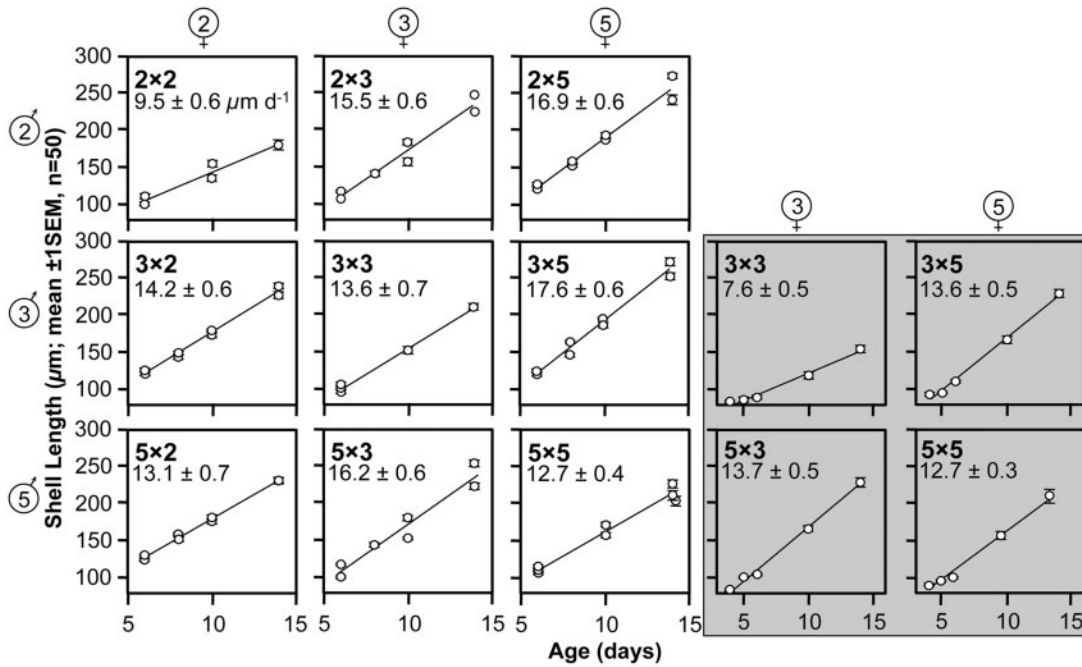 2 3 5
♀ ♀ ♀
300
250
200
150
100
2×2
9.5 ± 0.6 µm d⁻¹
2×3
15.5 ± 0.6
2×5
16.9 ± 0.6
2♂
3 5
♀ ♀
300
250
200
150
100
3×2
14.2 ± 0.6
3×3
13.6 ± 0.7
3×5
17.6 ± 0.6
3×3
7.6 ± 0.5
3×5
13.6 ± 0.5
3♂
Shell Length (µm; mean ±1SEM, n=50)
300
250
200
150
100
5×2
13.1 ± 0.7
5×3
16.2 ± 0.6
5×5
12.7 ± 0.4
5×3
13.7 ± 0.5
5×5
12.7 ± 0.3
5♂
5 10 15 5 10 15 5 10 15 5 10 15 5 10 15
Age (days)